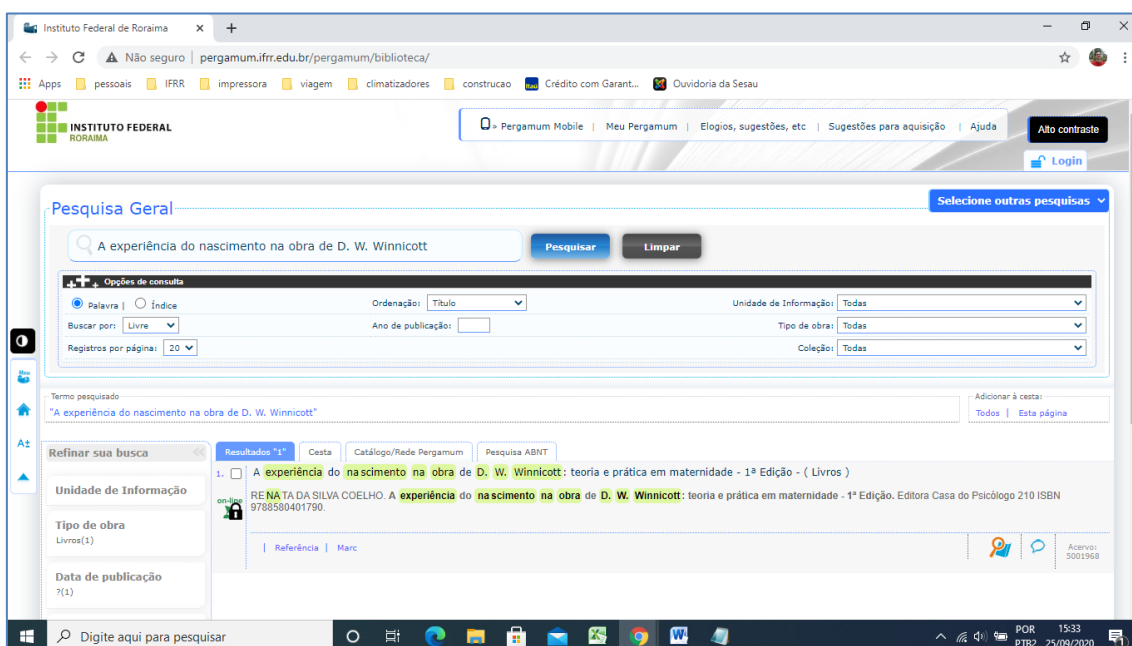 Instituto Federal de Roraima
Não seguro | pergamum.ifrr.edu.br/pergamum/biblioteca/
Apps pessoais IFRR impressora viagem climatizadores construcao Itaú Crédito com Garant... Ouvidoria da Sesau
INSTITUTO FEDERAL
RORAIMA
» Pergamum Mobile | Meu Pergamum | Elogios, sugestões, etc | Sugestões para aquisição | Ajuda
Alto contraste
Login
Pesquisa Geral
Selecione outras pesquisas
A experiência do nascimento na obra de D. W. Winnicott
Pesquisar Limpar
Opções de consulta
Palavra | Índice Ordenação: Título Unidade de Informação: Todas
Buscar por: Livre Ano de publicação: Tipo de obra: Todas
Registros por página: 20 Coleção: Todas
Meu
A±
Termo pesquisado
"A experiência do nascimento na obra de D. W. Winnicott"
Adicionar à cesta:
Todos | Esta página
Refinar sua busca
Resultados "1" Cesta Catálogo/Rede Pergamum Pesquisa ABNT
1. A experiência do nascimento na obra de D. W. Winnicott: teoria e prática em maternidade - 1ª Edição - ( Livros )
on-line
RENATA DA SILVA COELHO. A experiência do nascimento na obra de D. W. Winnicott: teoria e prática em maternidade - 1ª Edição. Editora Casa do Psicólogo 210 ISBN
9788580401790.
| Referência | Marc
Acervo:
5001968
Unidade de Informação
Tipo de obra
Livros(1)
Data de publicação
?(1)
Digite aqui para pesquisar
POR
PTB2
15:33
25/09/2020